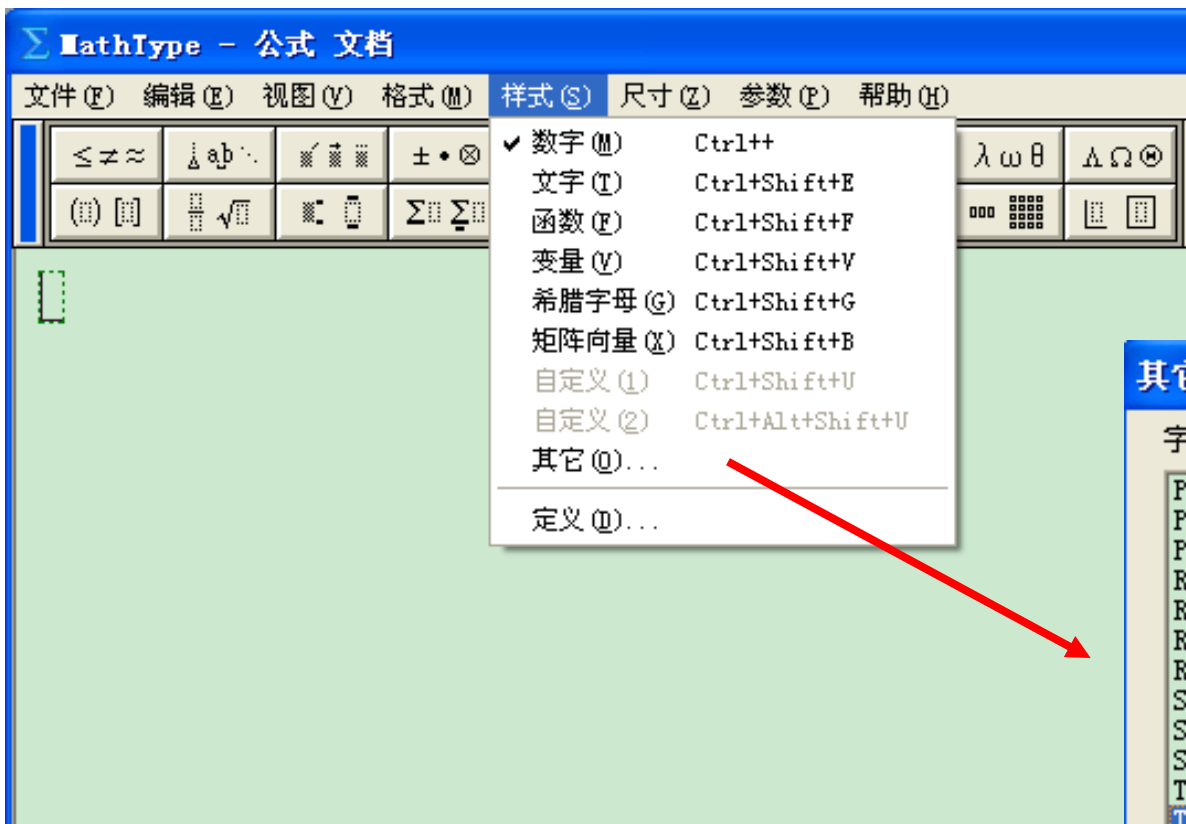 Σ MathType - 公式 文档
文件(F) 编辑(E) 视图(V) 格式(M) 样式(S) 尺寸(Z) 参数(P) 帮助(H)
≤≠≈ ab ±•⊗ λωθ ΛΩΘ
([]) [[]] √ Σ Σ
✔ 数字(M) Ctrl++
文字(T) Ctrl+Shift+E
函数(F) Ctrl+Shift+F
变量(V) Ctrl+Shift+V
希腊字母(G) Ctrl+Shift+G
矩阵向量(X) Ctrl+Shift+B
自定义(1) Ctrl+Shift+U
自定义(2) Ctrl+Alt+Shift+U
其它(O)...
定义(D)...
其
字
P
P
P
R
R
R
R
S
S
S
T
T